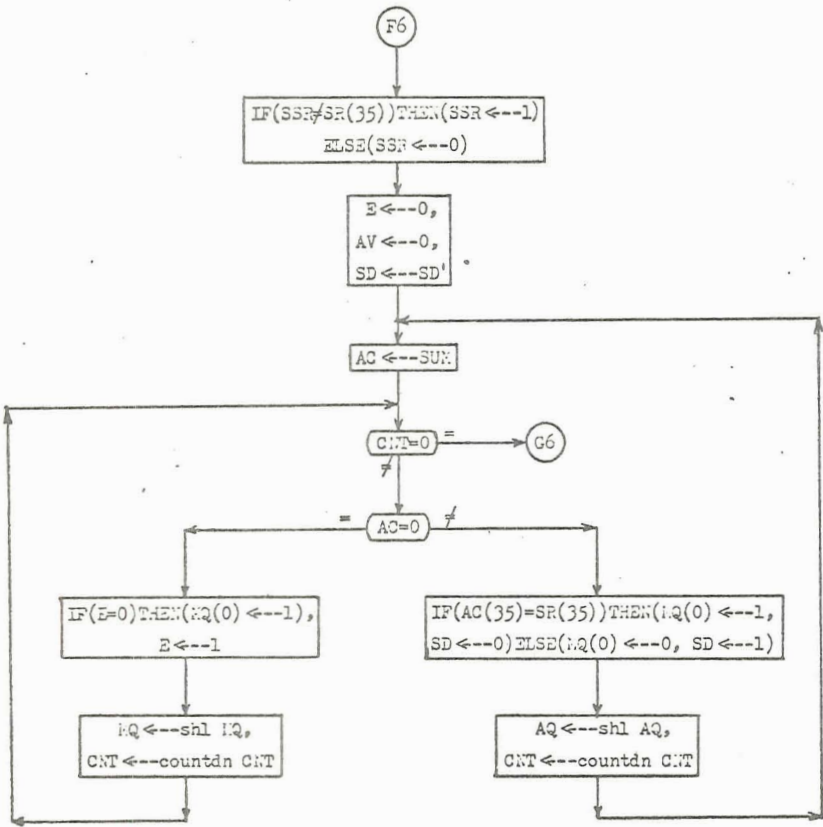 F6
IF(SSR≠SR(35))THEN(SSR<---1)
ELSE(SSR<---0)
E<---0,
AV<---0,
SD<---SD'
AC<---SUM
CNT=0
=
G6
≠
=
AC=0
≠
IF(E=0)THEN(MQ(0)<---1),
E<---1
IF(AC(35)=SR(35))THEN(MQ(0)<---1,
SD<---0)ELSE(MQ(0)<---0, SD<---1)
MQ<---shl MQ,
CNT<---countdn CNT
AQ<---shl AQ,
CNT<---countdn CNT